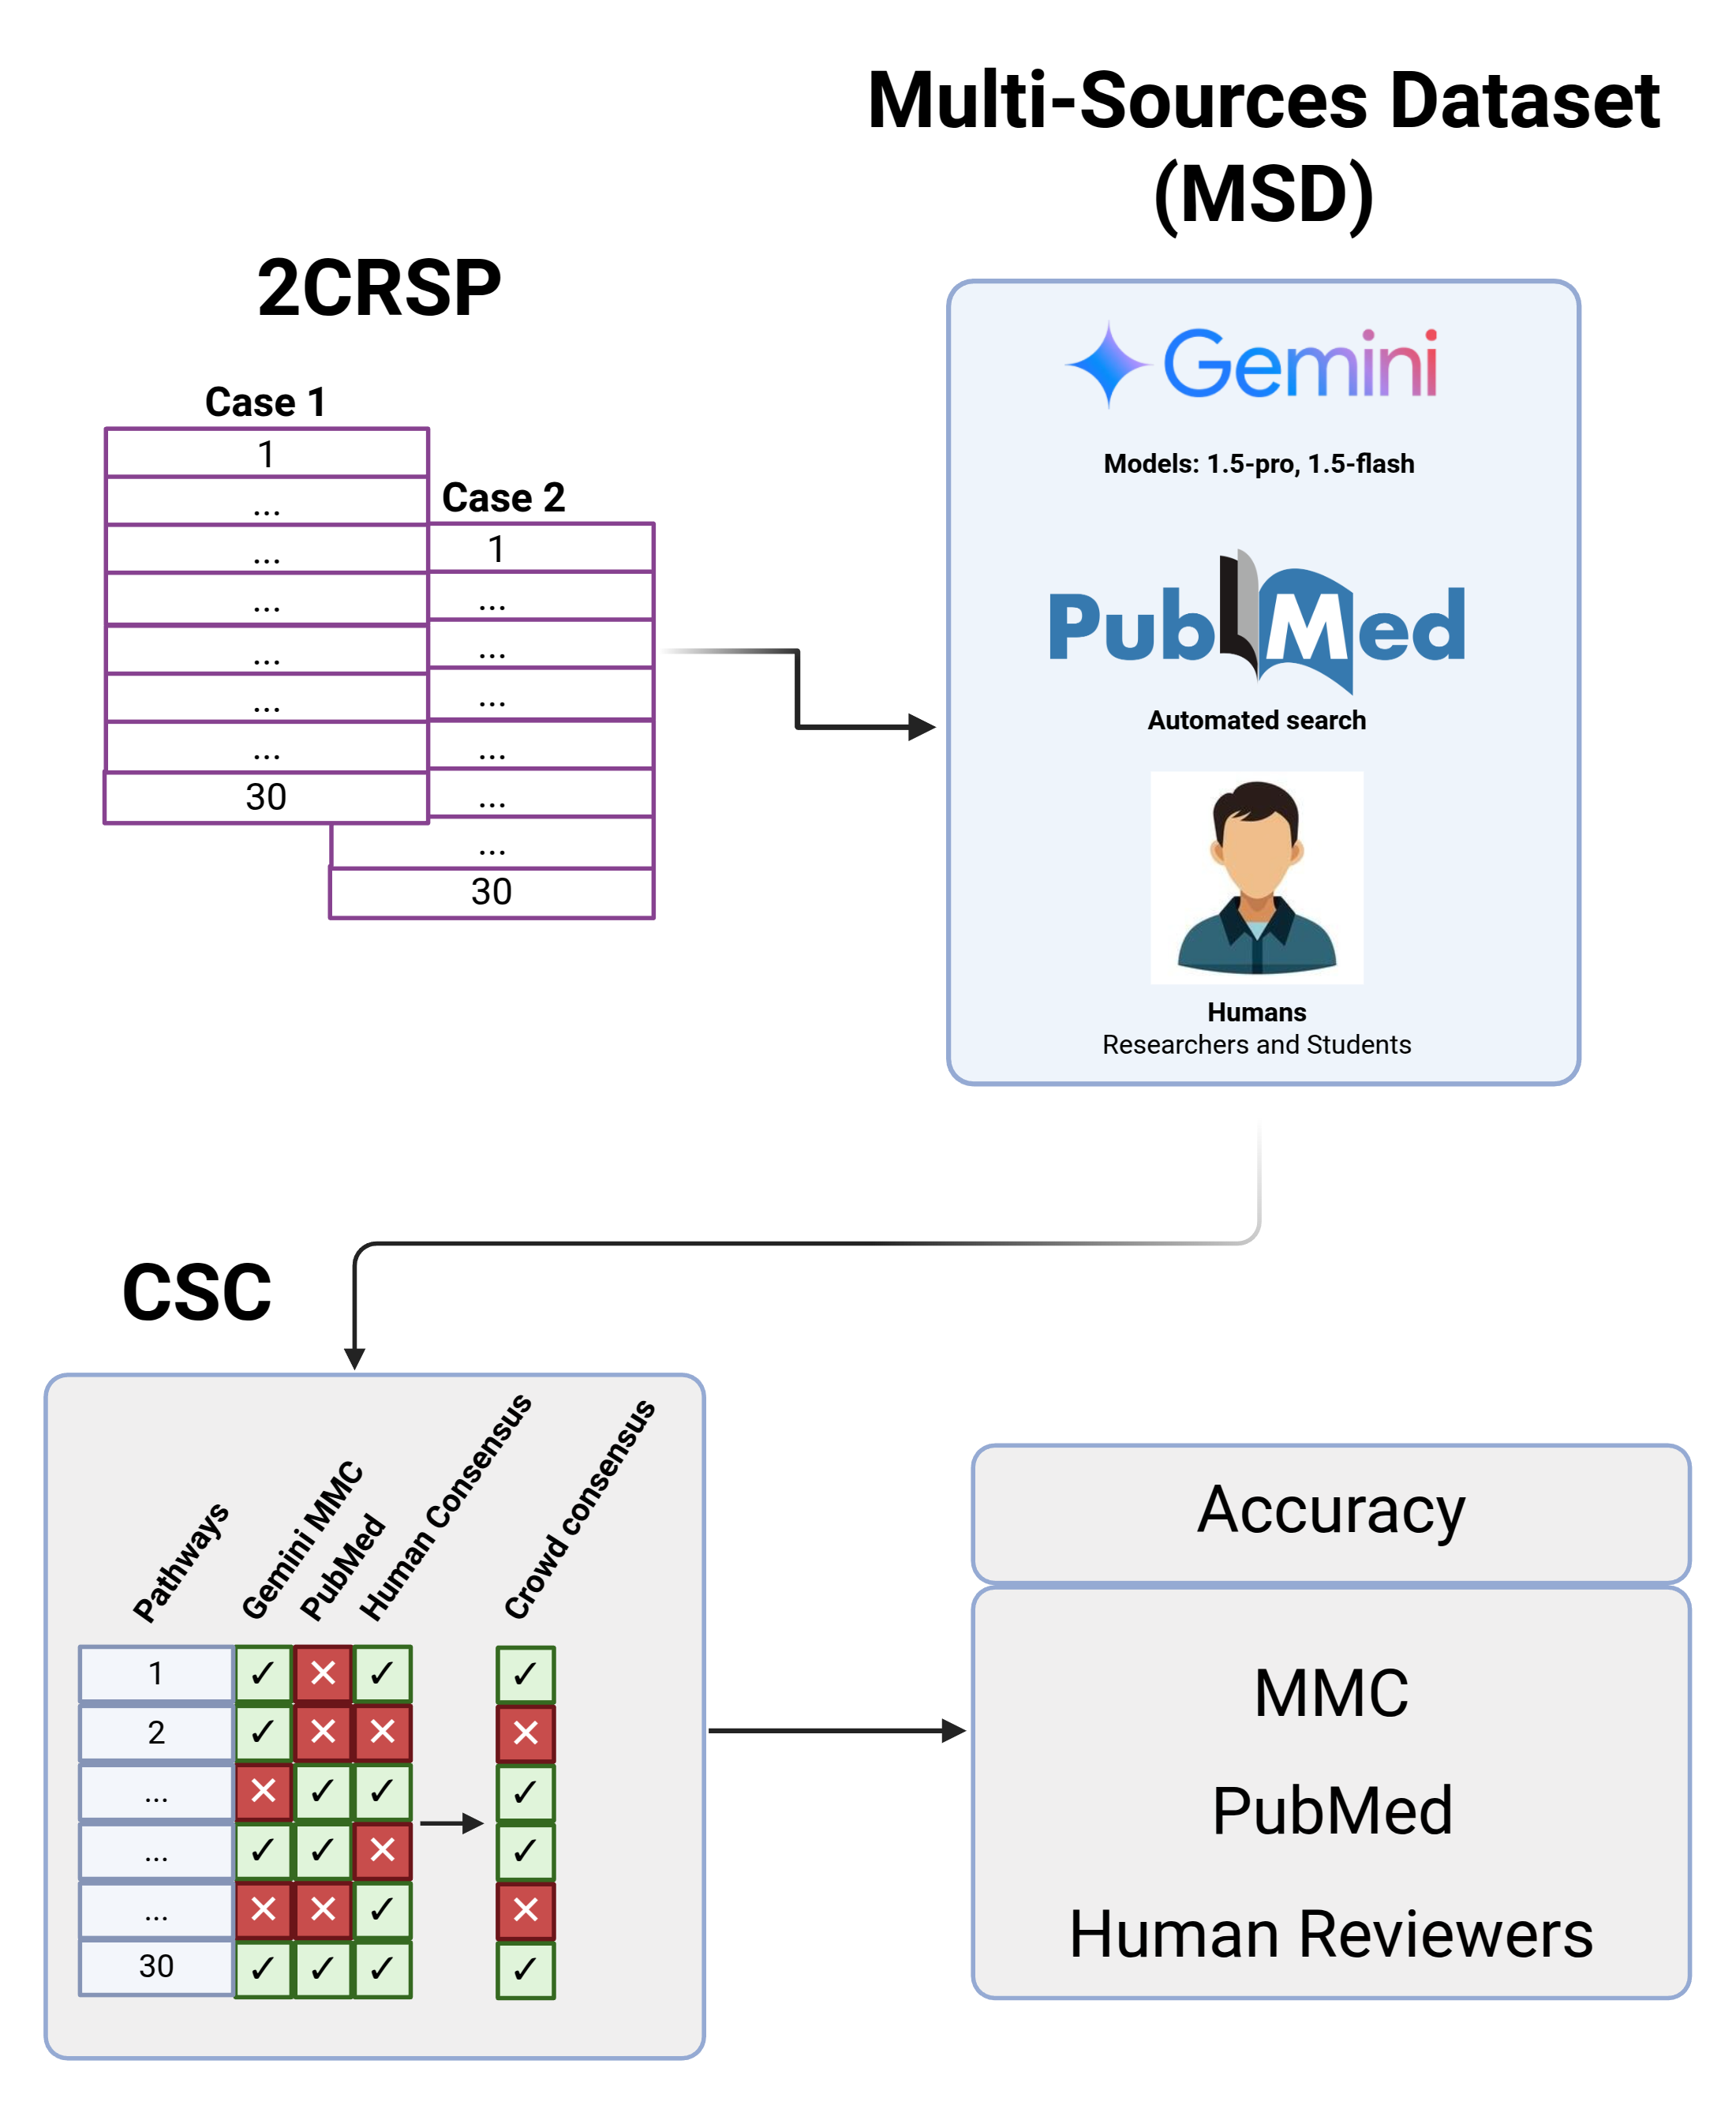 Multi-Sources Dataset
(MSD)
2CRSP
Case 1
1
...
...
...
...
...
...
30
Case 2
1
...
...
...
...
...
...
30
Gemini
Models: 1.5-pro, 1.5-flash
PubMed
Automated search
Humans
Researchers and Students
CSC
Pathways
Gemini MMC
PubMed
Human Consensus
Crowd consensus
1 ✓ ✕ ✓ ✓
2 ✓ ✕ ✕ ✕
... ✕ ✓ ✓ ✓
... ✓ ✓ ✕ ✓
... ✕ ✕ ✓ ✕
30 ✓ ✓ ✓ ✓
Accuracy
MMC
PubMed
Human Reviewers